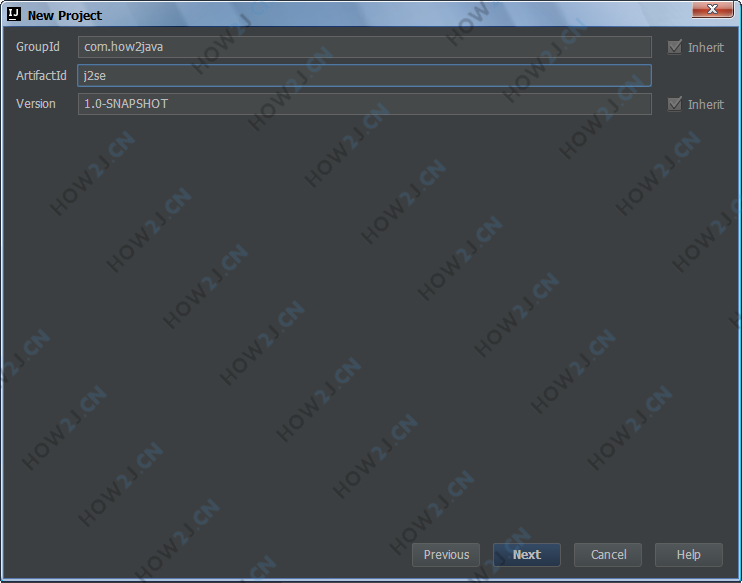 New Project
GroupId com.how2java Inherit
ArtifactId j2se
Version 1.0-SNAPSHOT Inherit
HOW2J.CN
Previous Next Cancel Help